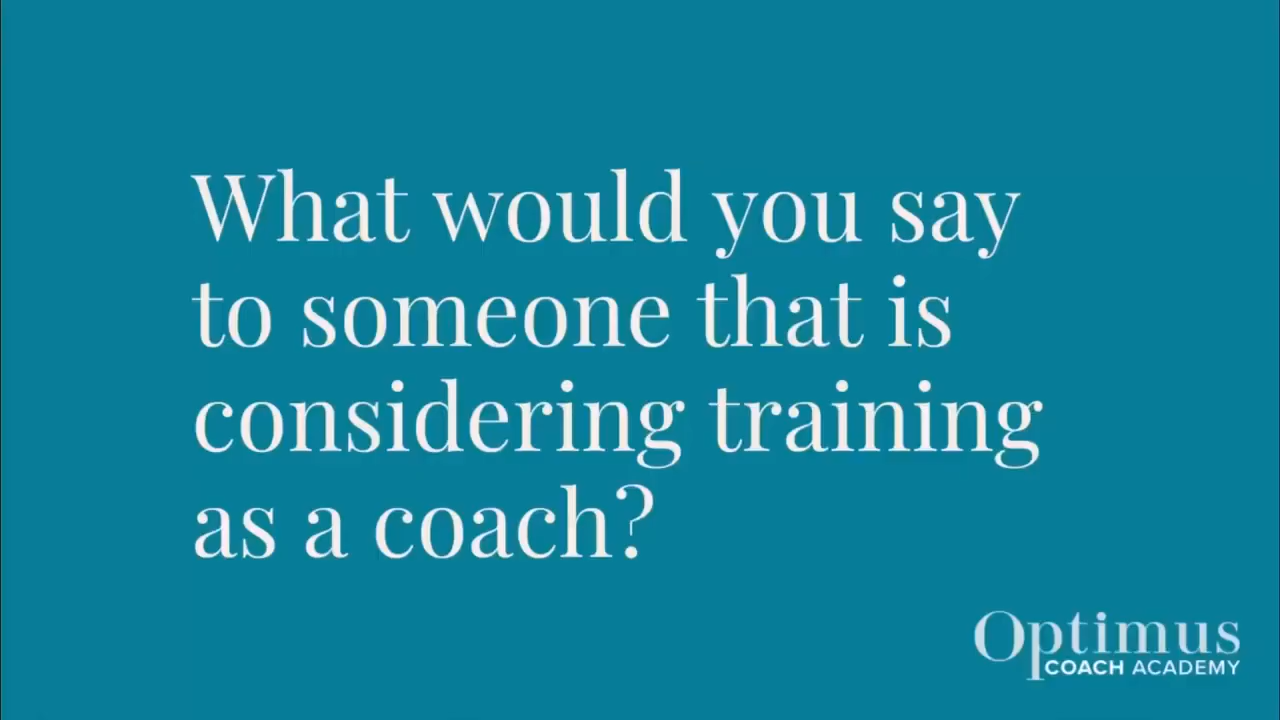 What would you say
to someone that is
considering training
as a coach?
Optimus
COACH ACADEMY